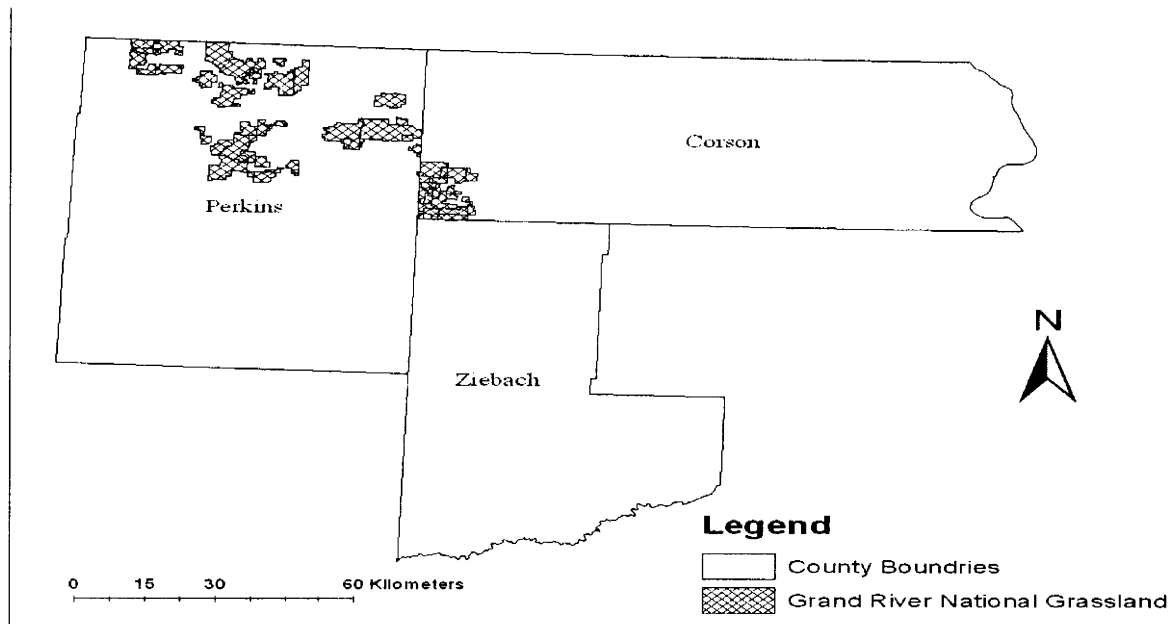 Corson
Perkins
N
Ziebach
Legend
County Boundries
Grand River National Grassland
0 15 30 60 Kilometers